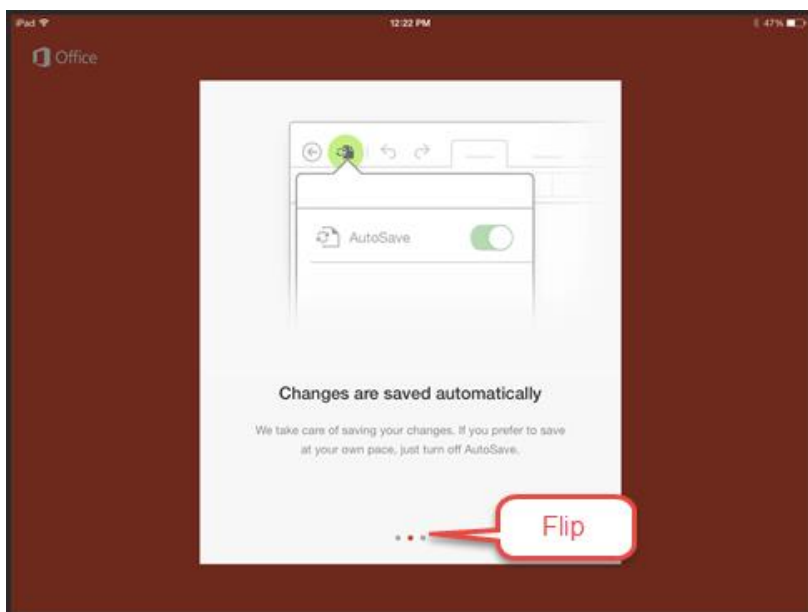 iPad 12:22 PM 47%
Office
AutoSave
Changes are saved automatically
We take care of saving your changes. If you prefer to save
at your own pace, just turn off AutoSave.
Flip